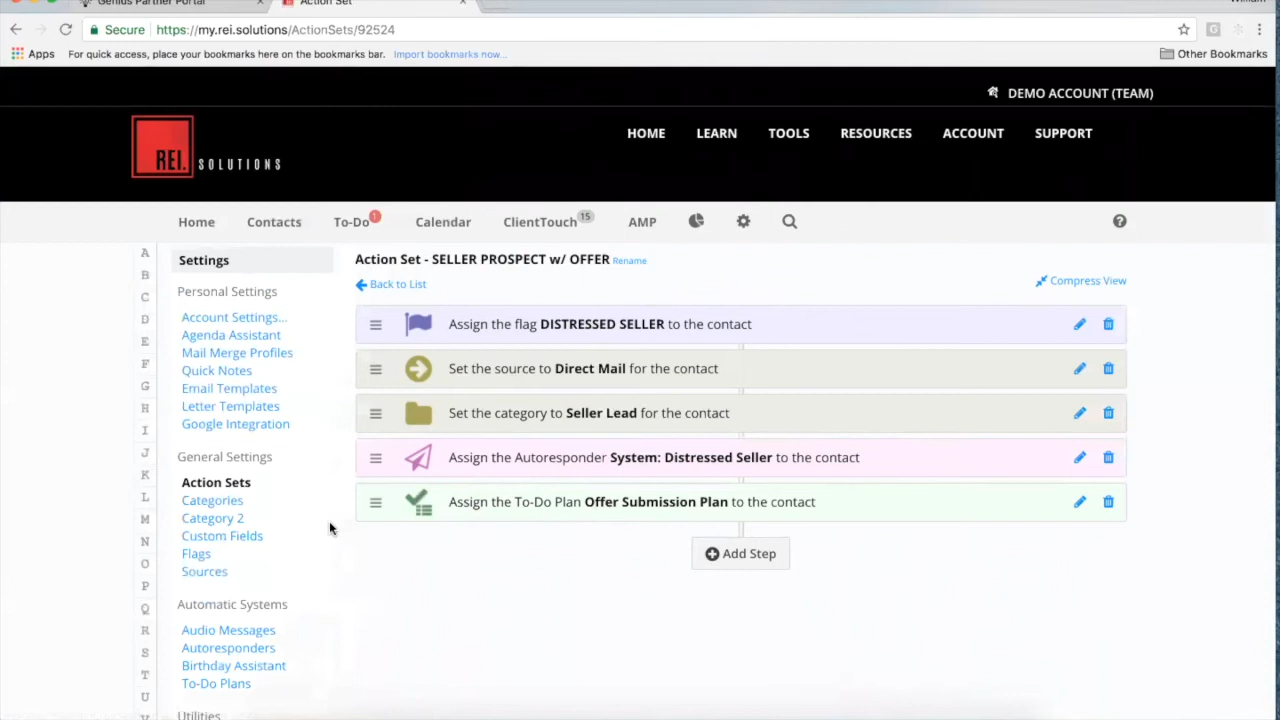 Genius Partner Portal
Action Set
William
Secure https://my.rei.solutions/ActionSets/92524
Apps For quick access, place your bookmarks here on the bookmarks bar. Import bookmarks now... Other Bookmarks
DEMO ACCOUNT (TEAM)
REI. SOLUTIONS
HOME LEARN TOOLS RESOURCES ACCOUNT SUPPORT
Home Contacts To-Do 1 Calendar ClientTouch 15 AMP
A
B
C
D
E
F
G
H
I
J
K
L
M
N
O
P
Q
R
S
T
U
Settings
Personal Settings
Account Settings...
Agenda Assistant
Mail Merge Profiles
Quick Notes
Email Templates
Letter Templates
Google Integration
General Settings
Action Sets
Categories
Category 2
Custom Fields
Flags
Sources
Automatic Systems
Audio Messages
Autoresponders
Birthday Assistant
To-Do Plans
Utilities
Action Set - SELLER PROSPECT w/ OFFER Rename
Back to List
Compress View
Assign the flag DISTRESSED SELLER to the contact
Set the source to Direct Mail for the contact
Set the category to Seller Lead for the contact
Assign the Autoresponder System: Distressed Seller to the contact
Assign the To-Do Plan Offer Submission Plan to the contact
Add Step